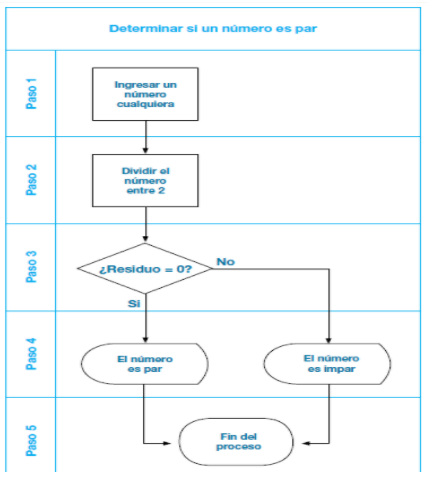 Determinar si un número es par
Paso 1
Ingresar un
número
cualquiera
Paso 2
Dividir el
número
entre 2
Paso 3
¿Residuo = 0?
No
Si
Paso 4
El número
es par
El número
es impar
Paso 5
Fin del
proceso